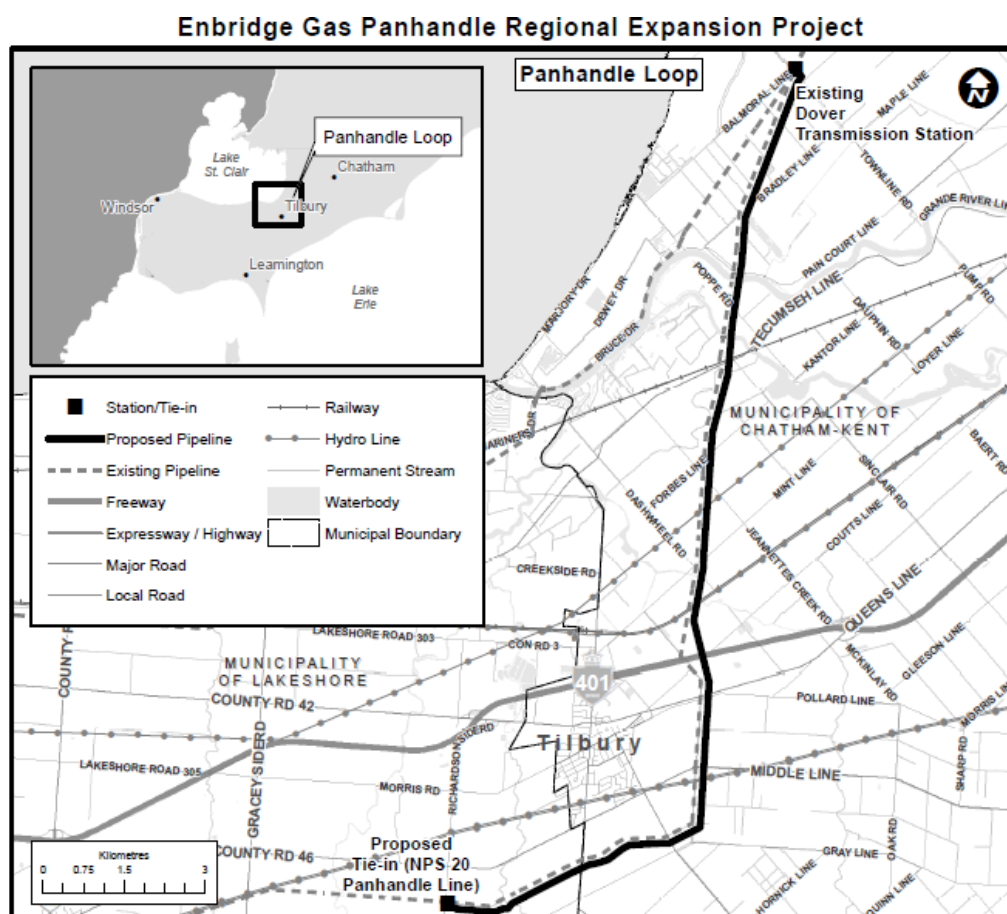 Enbridge Gas Panhandle Regional Expansion Project
Panhandle Loop
N
Existing
Dover
Transmission Station
Panhandle Loop
Lake
St. Clair
Chatham
Windsor
Tilbury
Leamington
Lake
Erie
Station/Tie-in
Proposed Pipeline
Existing Pipeline
Freeway
Expressway / Highway
Major Road
Local Road
Railway
Hydro Line
Permanent Stream
Waterbody
Municipal Boundary
BALMORAL LINE
MAPLE LINE
BRADLEY LINE
TOWNLINE RD
GRANDE RIVER LI
PAIN COURT LINE
TECUMSEH LINE
POPPE RD
MARJORY DR
DEWEY DR
BRUCE DR
PUMP RD
DAUPHIN RD
KANTOR LINE
LOYER LINE
MUNICIPALITY OF
CHATHAM-KENT
BAERT RD
SINCLAIR RD
MINT LINE
COUTTS LINE
FORBES LINE
DASHWHEEL RD
JEANNETTES CREEK RD
QUEENS LINE
GLEESON LINE
MCKINLAY RD
MORRIS LIN
POLLARD LINE
SHARP RD
CREEKSIDE RD
CON RD 3
LAKESHORE ROAD 303
MUNICIPALITY
OF LAKESHORE
401
COUNTY R
COUNTY RD 42
Tilbury
RICHARDSON SIDERD
GRACEY SIDERD
LAKESHORE ROAD 305
MORRIS RD
MIDDLE LINE
COUNTY RD 46
GRAY LINE
OAK RD
HORNICK LINE
QUINN LINE
Proposed
Tie-in (NPS 20
Panhandle Line)
Kilometres
0 0.75 1.5 3